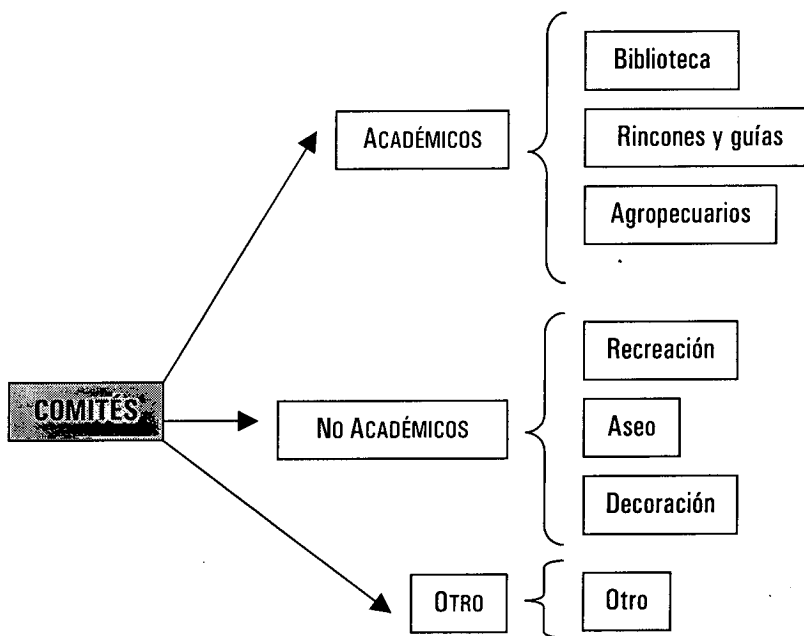 Biblioteca
ACADÉMICOS
Rincones y guías
Agropecuarios
Recreación
COMITÉS
NO ACADÉMICOS
Aseo
Decoración
OTRO
Otro